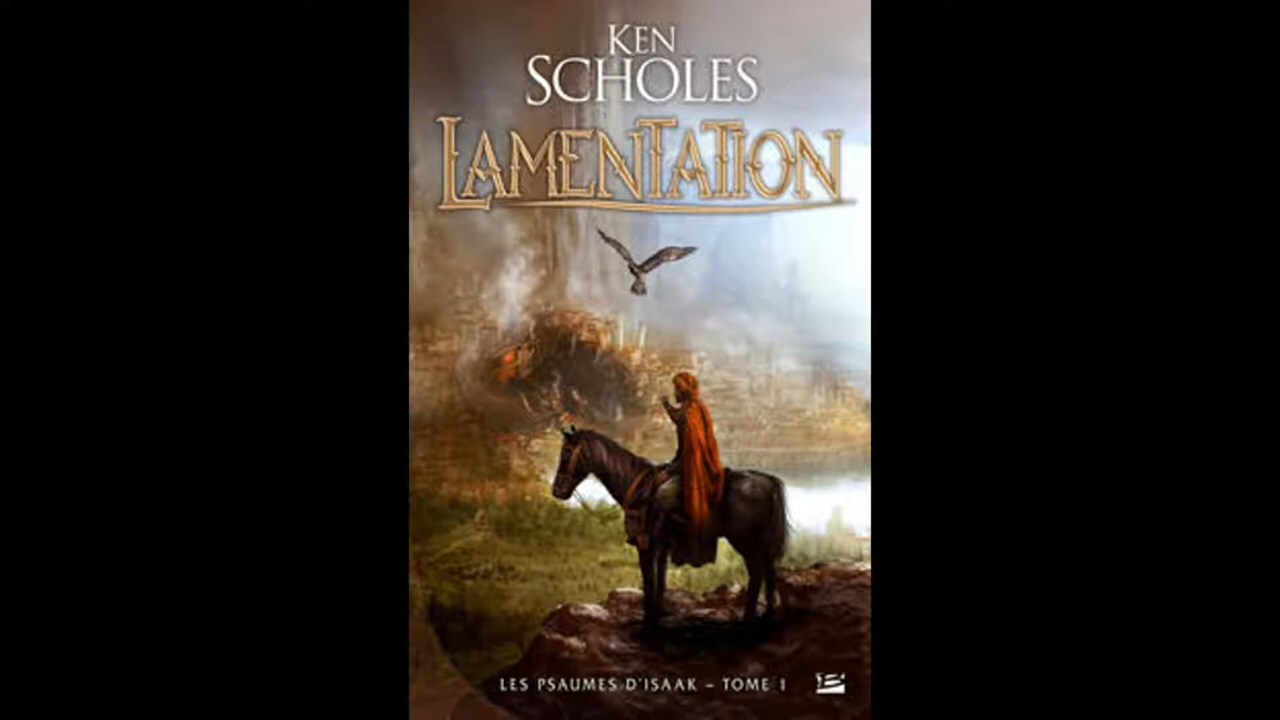 KEN
SCHOLES
LAMENTATION
LES PSAUMES D'ISAAK – TOME 1